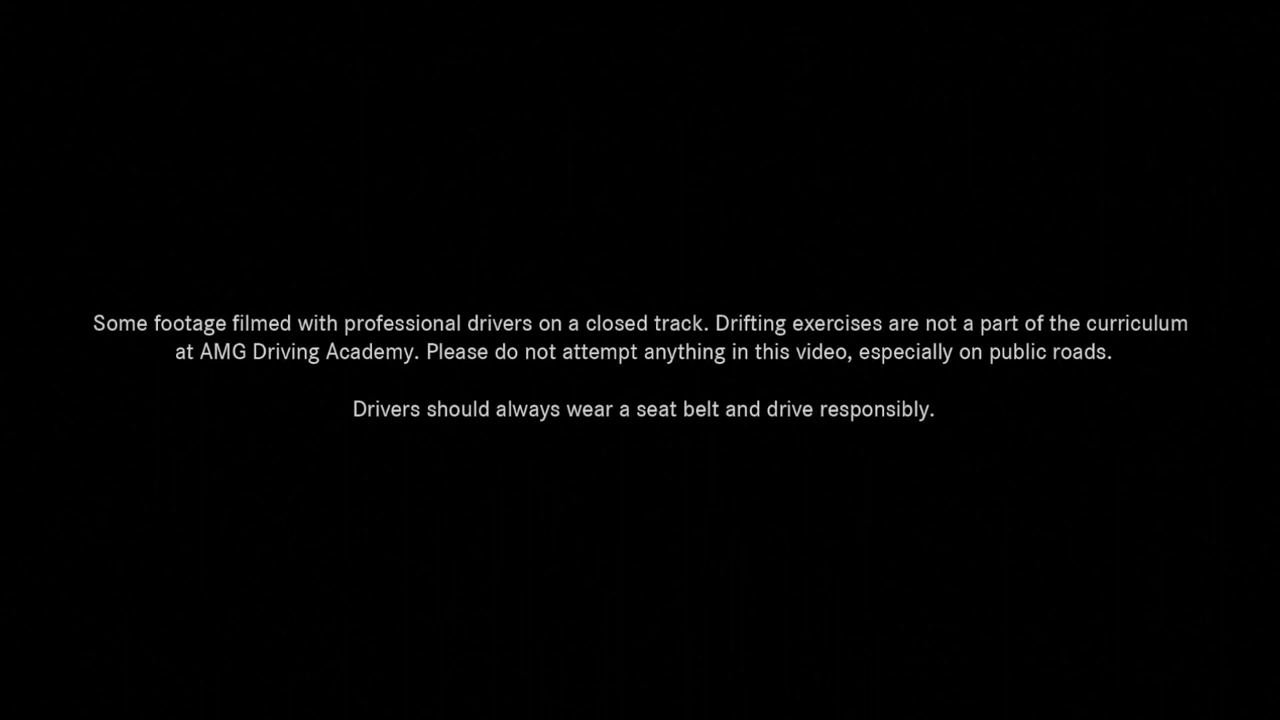 Some footage filmed with professional drivers on a closed track. Drifting exercises are not a part of the curriculum
at AMG Driving Academy. Please do not attempt anything in this video, especially on public roads.
Drivers should always wear a seat belt and drive responsibly.